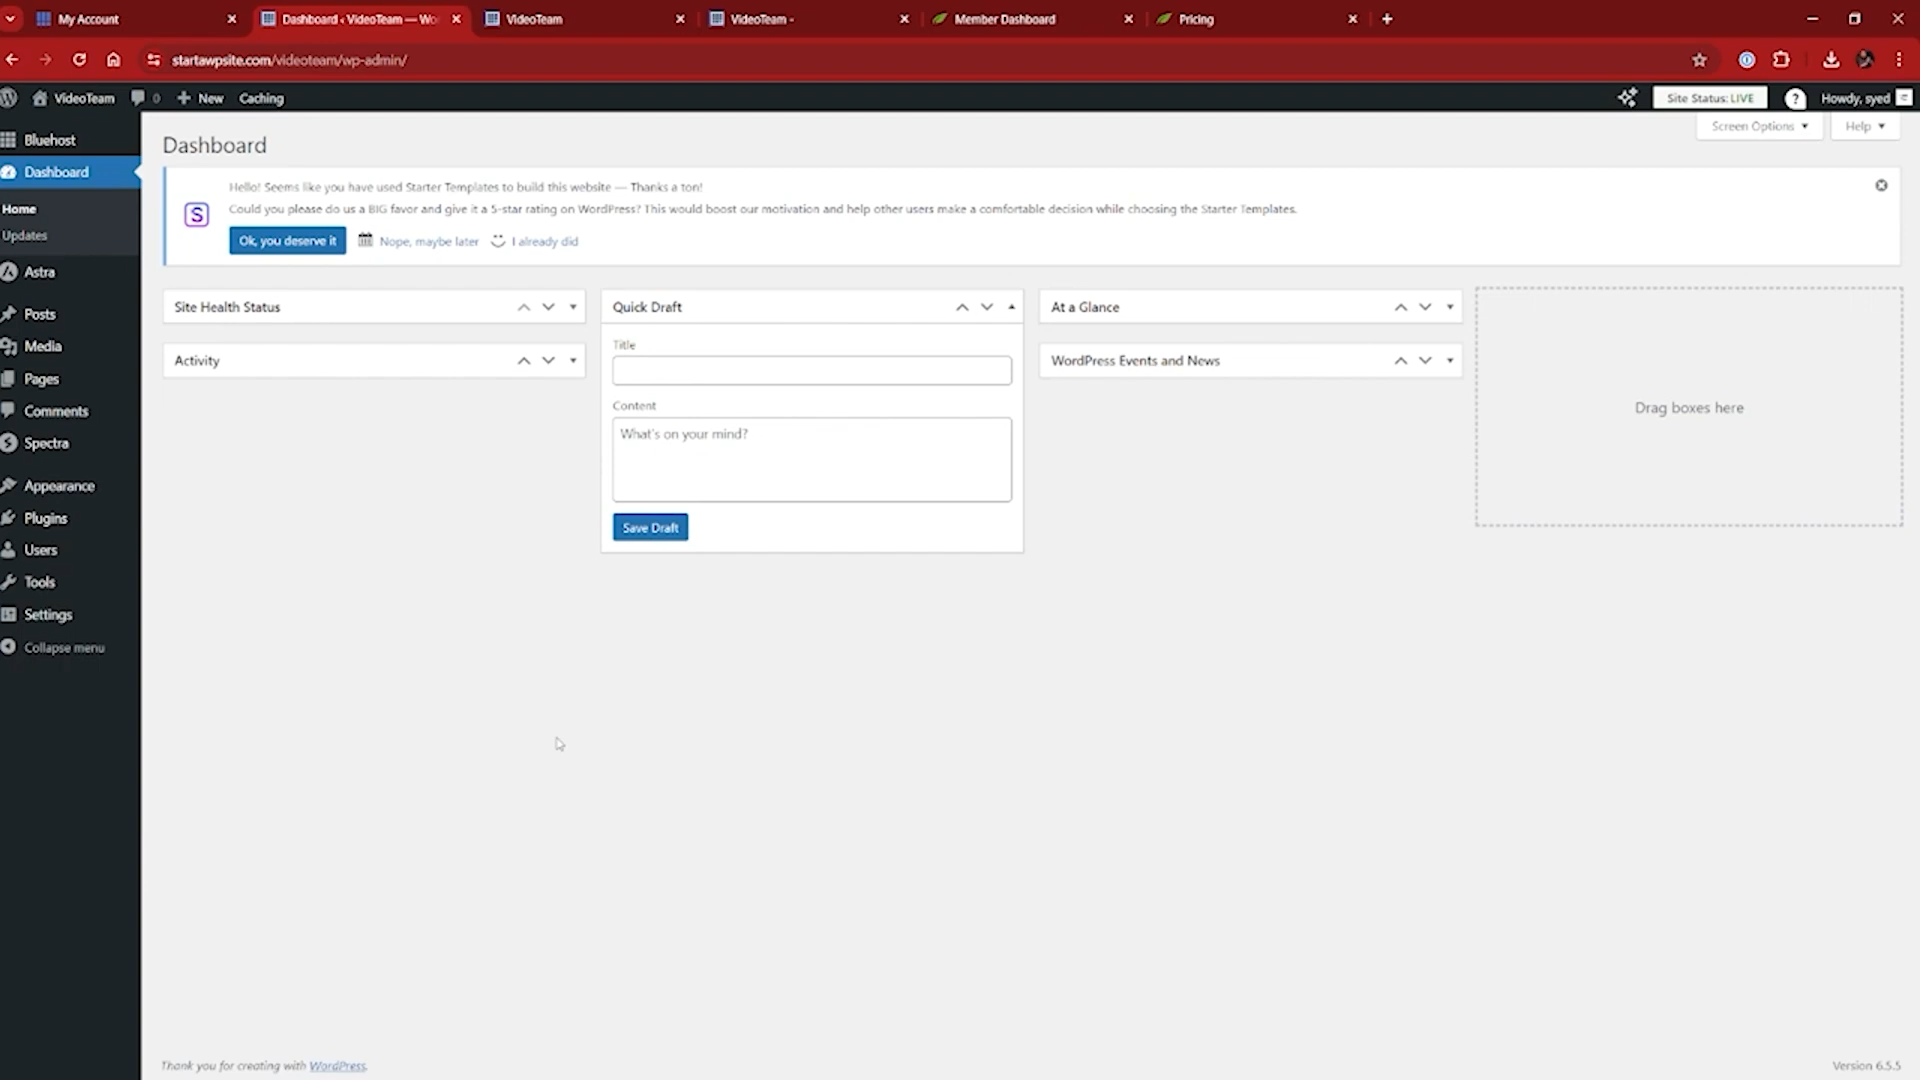 My Account
Dashboard ‹ VideoTeam — Wo
VideoTeam
VideoTeam -
Member Dashboard
Pricing
startawpsite.com/videoteam/wp-admin/
VideoTeam
0
New
Caching
Site Status: LIVE
Howdy, syed
Bluehost
Dashboard
Home
Updates
Astra
Posts
Media
Pages
Comments
Spectra
Appearance
Plugins
Users
Tools
Settings
Collapse menu
Dashboard
Screen Options
Help
Hello! Seems like you have used Starter Templates to build this website — Thanks a ton!
Could you please do us a BIG favor and give it a 5-star rating on WordPress? This would boost our motivation and help other users make a comfortable decision while choosing the Starter Templates.
Ok, you deserve it
Nope, maybe later
I already did
Site Health Status
Activity
Quick Draft
Title
Content
What's on your mind?
Save Draft
At a Glance
WordPress Events and News
Drag boxes here
Thank you for creating with WordPress.
Version 6.5.5